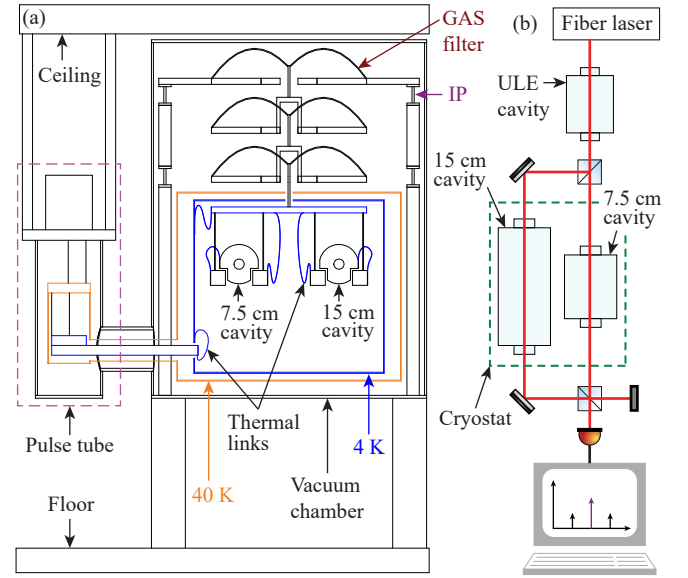 (a)
Ceiling
GAS
filter
IP
7.5 cm
cavity
15 cm
cavity
Thermal
links
4 K
Pulse tube
40 K
Vacuum
chamber
Floor
(b)
Fiber laser
ULE
cavity
15 cm
cavity
7.5 cm
cavity
Cryostat